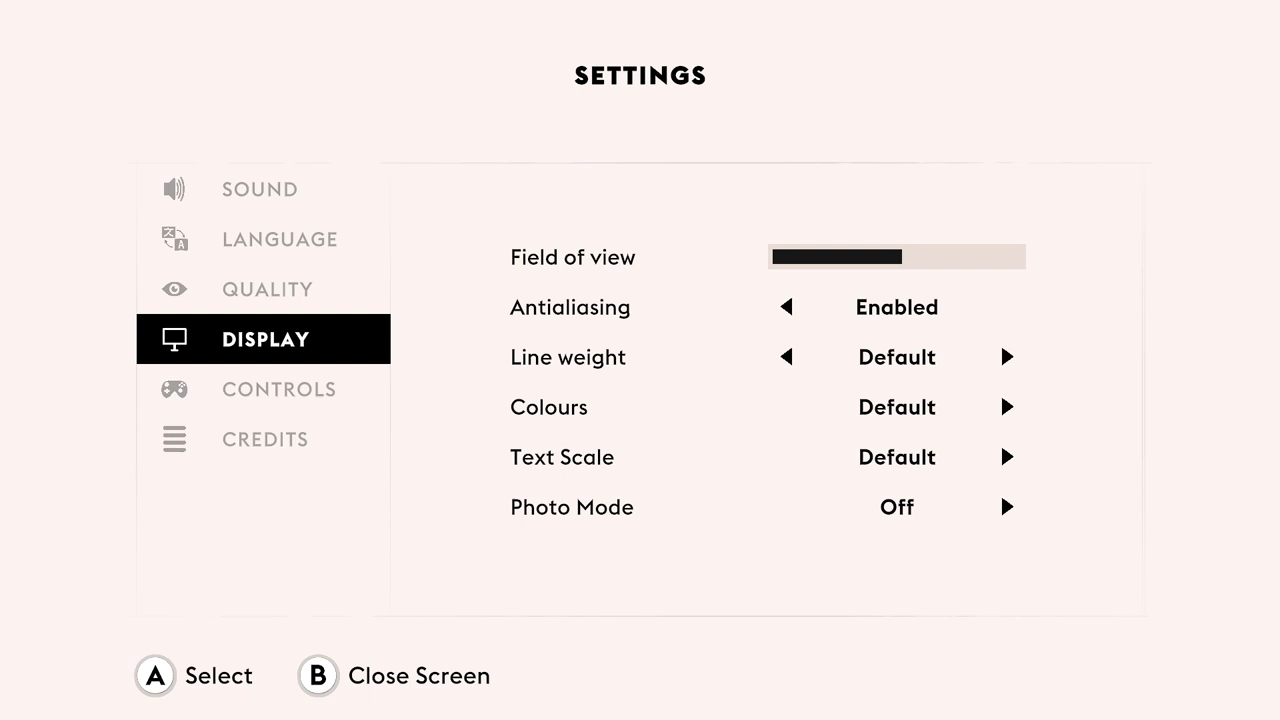 SETTINGS
SOUND
LANGUAGE
QUALITY
DISPLAY
CONTROLS
CREDITS
Field of view
Antialiasing Enabled
Line weight Default
Colours Default
Text Scale Default
Photo Mode Off
A Select B Close Screen